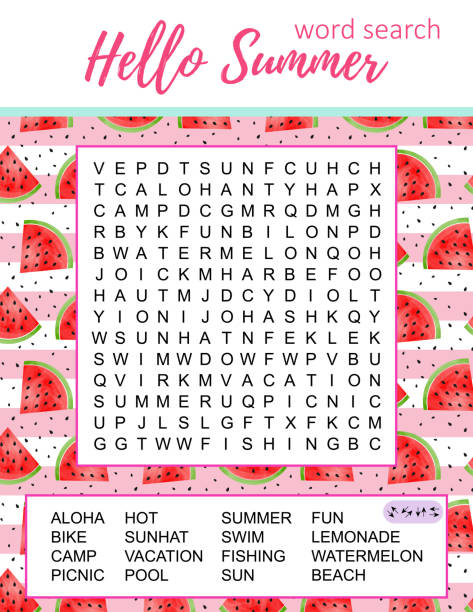 word search
Hello Summer
V E P D T S U N F C U H C H
T C A L O H A N T Y H A P X
C A M P D C G M R Q D M G H
R B Y K F U N B I L O N P D
B W A T E R M E L O N Q O H
J O I C K M H A R B E F O O
H A U T M J D C Y D I O L T
Y I O N I J O H A S H K Q Y
W S U N H A T N F E K L E K
S W I M W D O W F W P V B U
Q V I R K M V A C A T I O N
S U M M E R U Q P I C N I C
U P J L S L G F T X F K C M
G G T W W F I S H I N G B C
ALOHA HOT SUMMER FUN
BIKE SUNHAT SWIM LEMONADE
CAMP VACATION FISHING WATERMELON
PICNIC POOL SUN BEACH